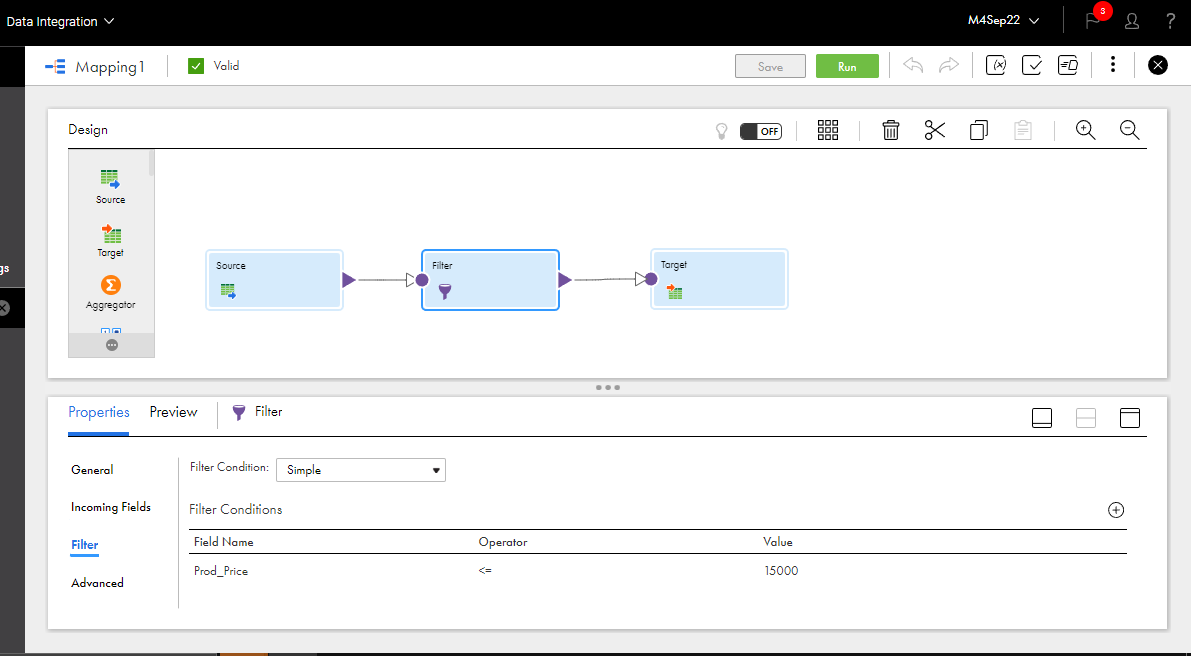 Data Integration
M4Sep22
3
?
Mapping1
Valid
Save
Run
Design
OFF
Source
Target
Aggregator
Source
Filter
Target
gs
Properties
Preview
Filter
General
Filter Condition:
Simple
Incoming Fields
Filter Conditions
Filter
Field Name
Operator
Value
Prod_Price
<=
15000
Advanced